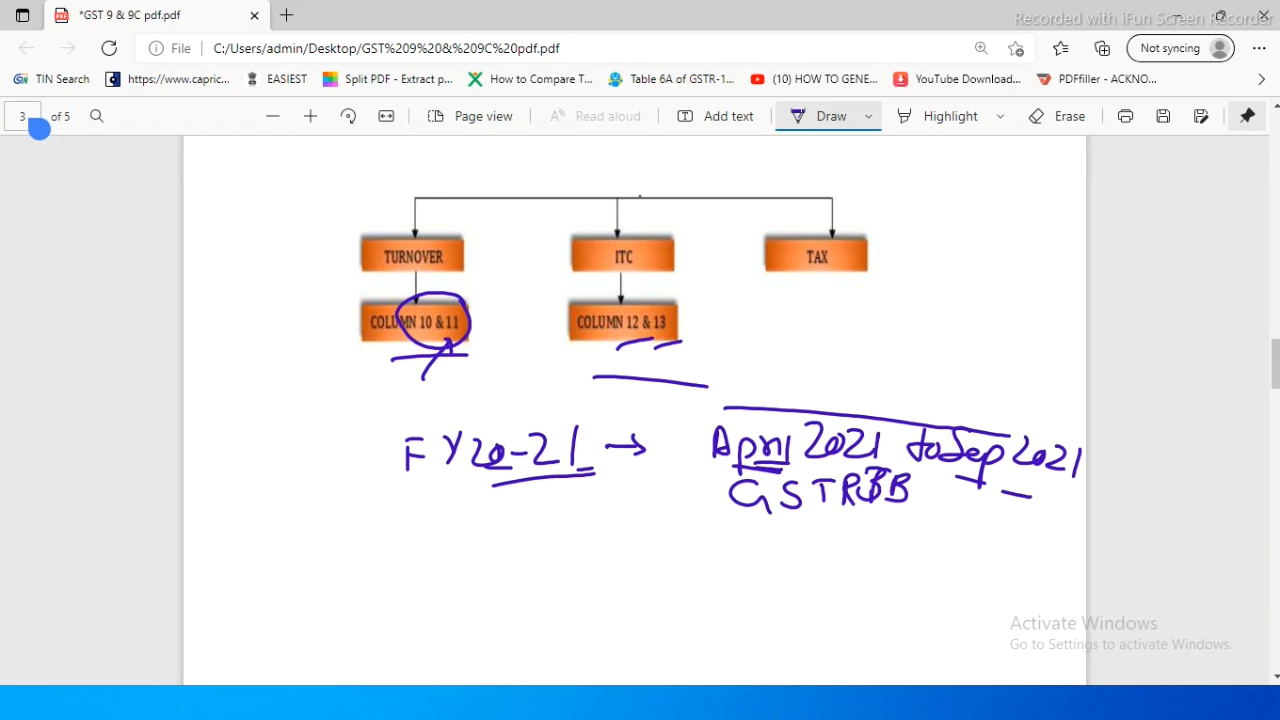 *GST 9 & 9C pdf.pdf
Recorded with iFun Screen Recorder
File C:/Users/admin/Desktop/GST%209%20&%209C%20pdf.pdf Not syncing
TIN Search https://www.capric... EASIEST Split PDF - Extract p... How to Compare T... Table 6A of GSTR-1... (10) HOW TO GENE... YouTube Download... PDFfiller - ACKNO...
3 of 5 Page view Read aloud Add text Draw Highlight Erase
TURNOVER ITC TAX
COLUMN 10 & 11 COLUMN 12 & 13
FY20-21 → April 2021 to Sep 2021
GSTR3B
Activate Windows
Go to Settings to activate Windows.